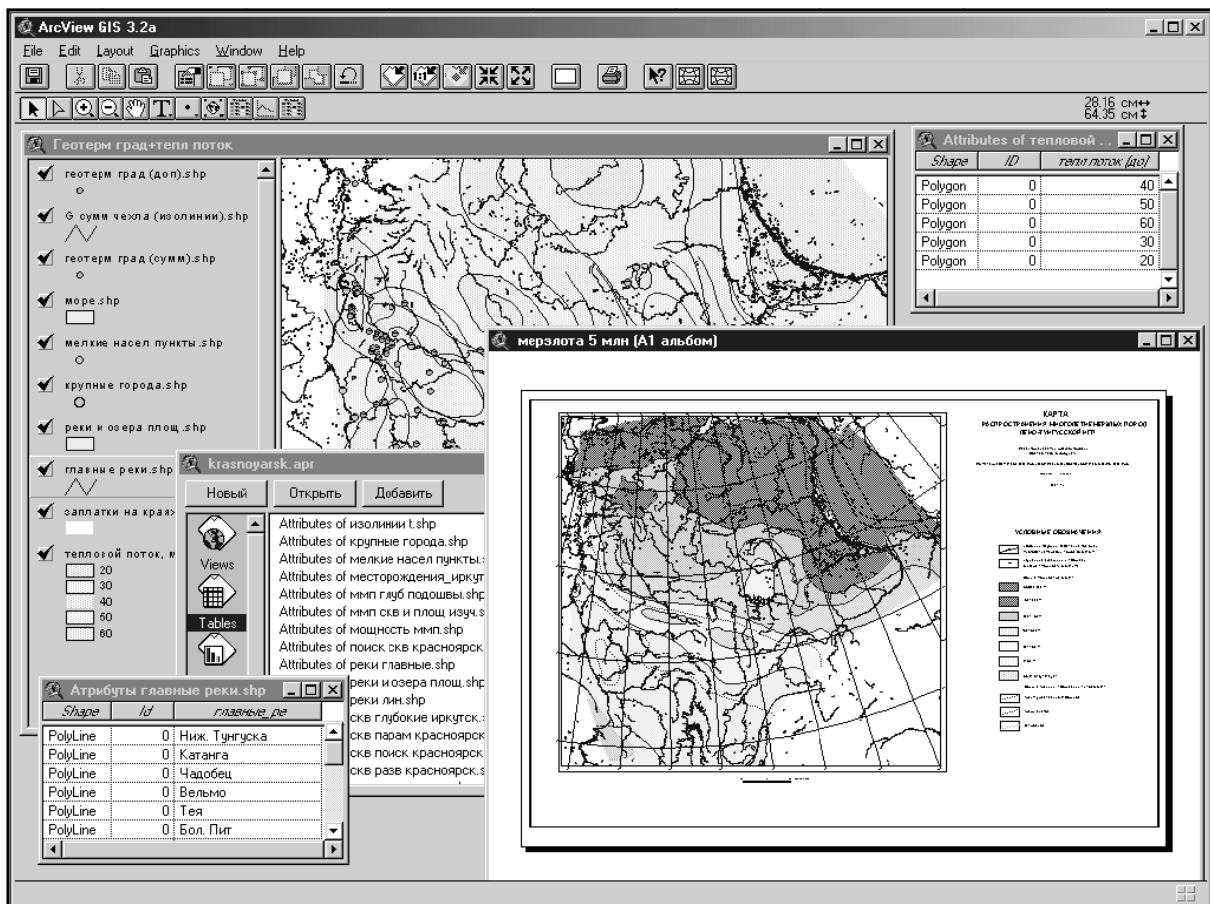 ArcView GIS 3.2a
File Edit Layout Graphics Window Help
28.16 см
64.35 см
Геотерм град+тепл поток
геотерм град (доп).shp
G сумм чехла (изолинии).shp
геотерм град (сумм).shp
море.shp
мелкие насел пункты.shp
крупные города.shp
реки и озера площ.shp
главные реки.shp
заплатки на краях
тепловой поток, м
20
30
40
50
60
Attributes of тепловой ...
Shape ID тепл поток (до)
Polygon 0 40
Polygon 0 50
Polygon 0 60
Polygon 0 30
Polygon 0 20
krasnoyarsk.apr
Новый Открыть Добавить
Views
Tables
Attributes of изолинии t.shp
Attributes of крупные города.shp
Attributes of мелкие насел пункты.
Attributes of месторождения_иркут
Attributes of ммп глуб подошвы.shp
Attributes of ммп скв и площ изуч.s
Attributes of мощность ммп.shp
Attributes of поиск скв красноярск
Attributes of реки главные.shp
реки и озера площ.shp
реки лин.shp
скв глубокие иркутск.
скв парам красноярск
скв поиск красноярск
скв разв красноярск.s
Атрибуты главные реки.shp
Shape Id главные_ре
PolyLine 0 Ниж. Тунгуска
PolyLine 0 Катанга
PolyLine 0 Чадобец
PolyLine 0 Вельмо
PolyLine 0 Тея
PolyLine 0 Бол. Пит
мерзлота 5 млн (А1 альбом)
КАРТА
РАСПРОСТРАНЕНИЯ МНОГОЛЕТНЕМЕРЗЛЫХ ПОРОД
ЛЕНО-ТУНГУССКОЙ НГП
УСЛОВНЫЕ ОБОЗНАЧЕНИЯ